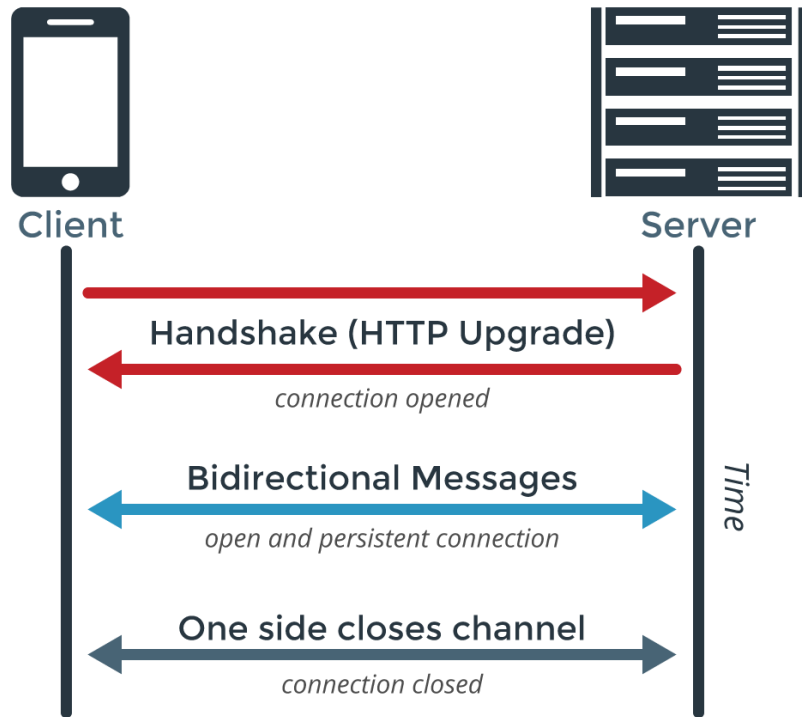 Client
Server
Handshake (HTTP Upgrade)
connection opened
Bidirectional Messages
open and persistent connection
Time
One side closes channel
connection closed